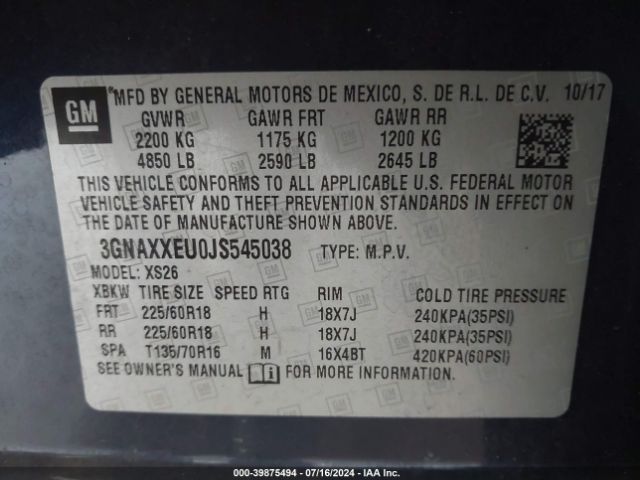 GM
*MFD BY GENERAL MOTORS DE MEXICO, S. DE R.L. DE C.V. 10/17
GVWR GAWR FRT GAWR RR
2200 KG 1175 KG 1200 KG
4850 LB 2590 LB 2645 LB
THIS VEHICLE CONFORMS TO ALL APPLICABLE U.S. FEDERAL MOTOR
VEHICLE SAFETY AND THEFT PREVENTION STANDARDS IN EFFECT ON
THE DATE OF MANUFACTURE SHOWN ABOVE.
3GNAXXEU0JS545038 TYPE: M.P.V.
MODEL: XS26
XBKW TIRE SIZE SPEED RTG RIM COLD TIRE PRESSURE
FRT 225/60R18 H 18X7J 240KPA(35PSI)
RR 225/60R18 H 18X7J 240KPA(35PSI)
SPA T135/70R16 M 16X4BT 420KPA(60PSI)
SEE OWNER'S MANUAL FOR MORE INFORMATION.
000-39875494 - 07/16/2024 - IAA Inc.